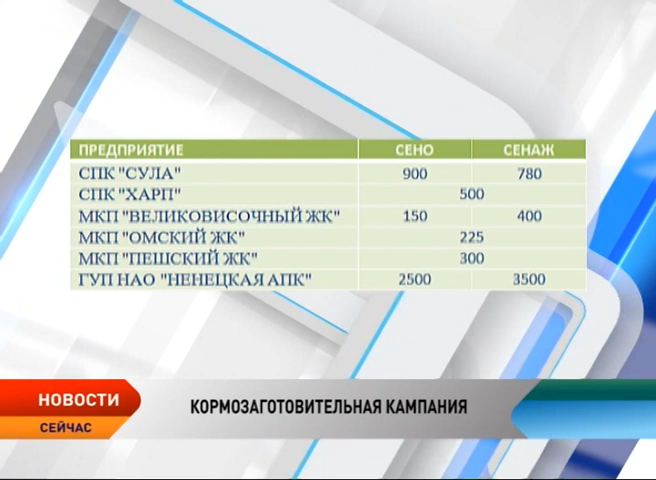 ПРЕДПРИЯТИЕ СЕНО СЕНАЖ
СПК "СУЛА" 900 780
СПК "ХАРП" 500
МКП "ВЕЛИКОВИСОЧНЫЙ ЖК" 150 400
МКП "ОМСКИЙ ЖК" 225
МКП "ПЕШСКИЙ ЖК" 300
ГУП НАО "НЕНЕЦКАЯ АПК" 2500 3500
НОВОСТИ
СЕЙЧАС
КОРМОЗАГОТОВИТЕЛЬНАЯ КАМПАНИЯ